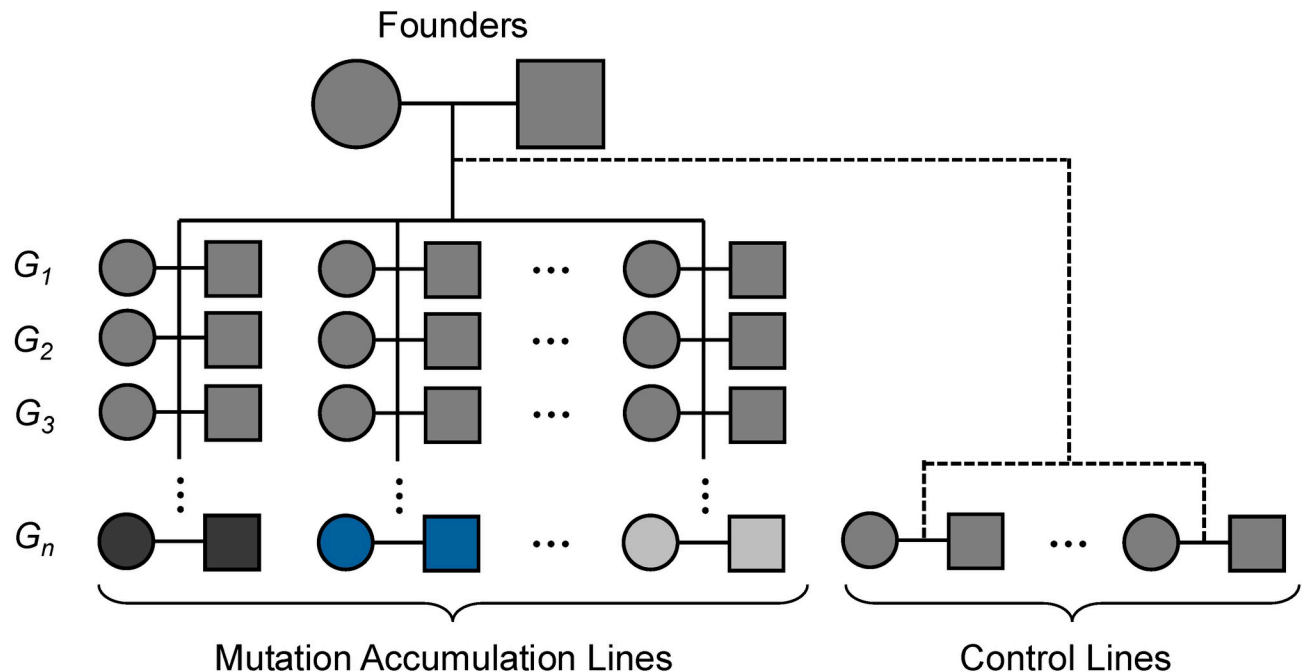 Founders
G1
...
G2
...
G3
...
Gn
...
...
Mutation Accumulation Lines
Control Lines